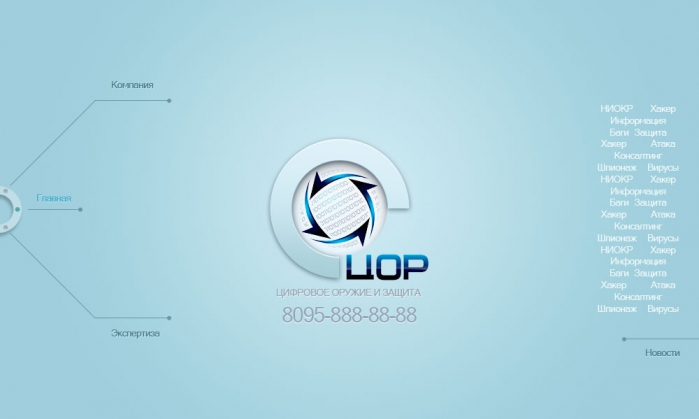 Компания
Главная
Экспертиза
ЦОР
ЦИФРОВОЕ ОРУЖИЕ И ЗАЩИТА
8095-888-88-88
НИОКР Хакер
Информация
Баги Защита
Хакер Атака
Консалтинг
Шпионаж Вирусы
НИОКР Хакер
Информация
Баги Защита
Хакер Атака
Консалтинг
Шпионаж Вирусы
НИОКР Хакер
Информация
Баги Защита
Хакер Атака
Консалтинг
Шпионаж Вирусы
Новости